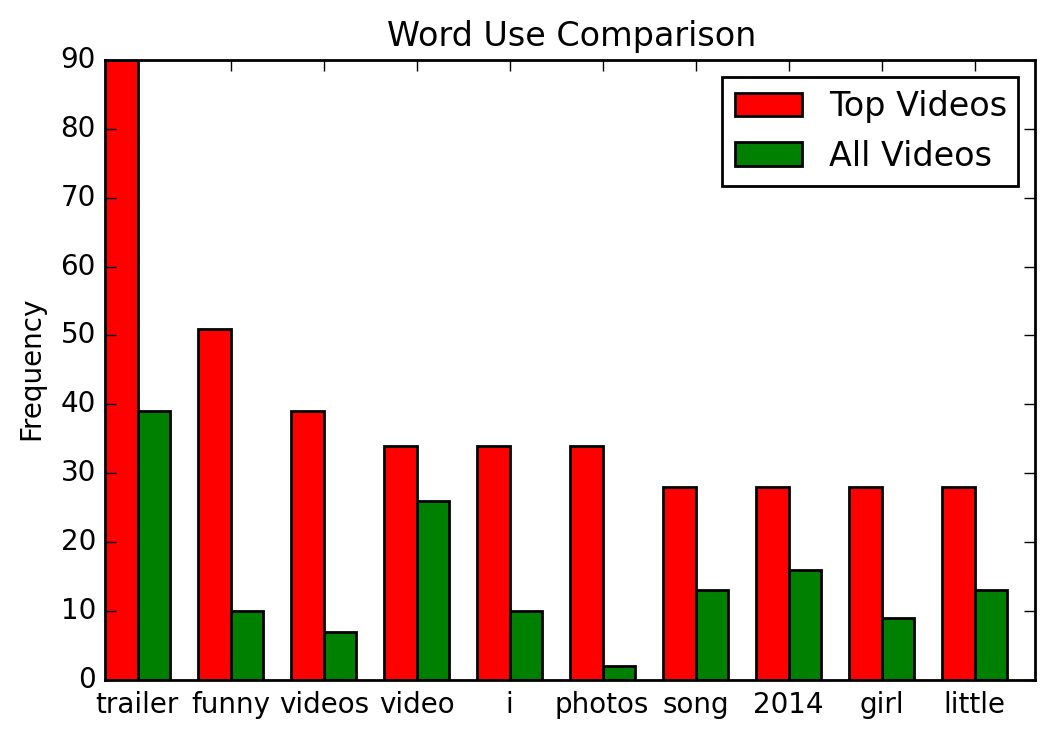 Word Use Comparison
Top Videos
All Videos
Frequency
90
80
70
60
50
40
30
20
10
0
trailer funny videos video i photos song 2014 girl little